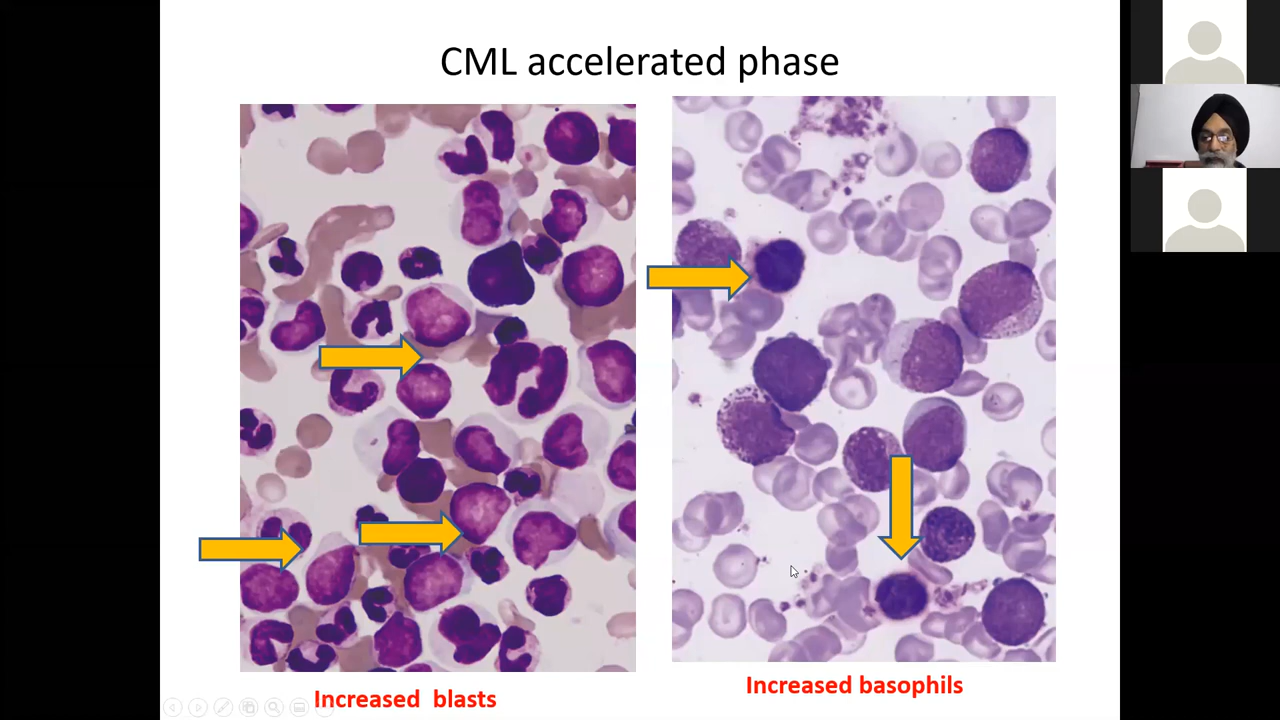 CML accelerated phase
Increased blasts
Increased basophils